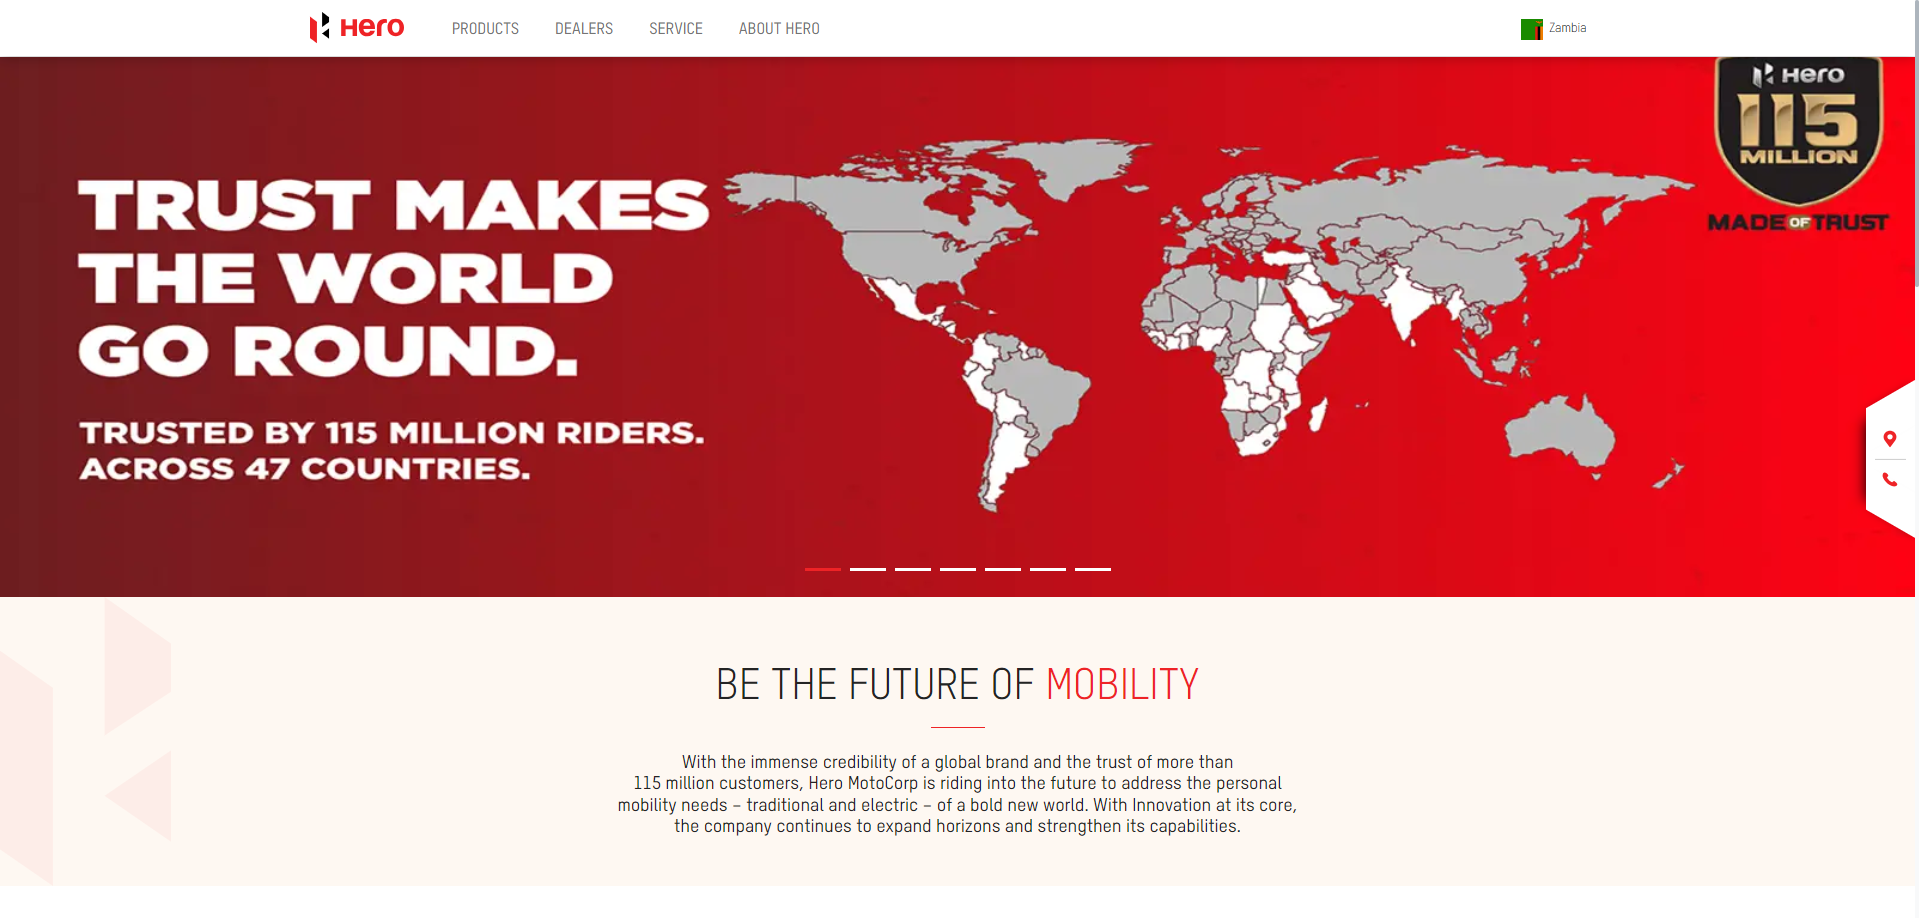 Hero
PRODUCTS
DEALERS
SERVICE
ABOUT HERO
Zambia
Hero
115
MILLION
MADE OF TRUST
TRUST MAKES
THE WORLD
GO ROUND.
TRUSTED BY 115 MILLION RIDERS.
ACROSS 47 COUNTRIES.
BE THE FUTURE OF MOBILITY
With the immense credibility of a global brand and the trust of more than
115 million customers, Hero MotoCorp is riding into the future to address the personal
mobility needs – traditional and electric – of a bold new world. With Innovation at its core,
the company continues to expand horizons and strengthen its capabilities.